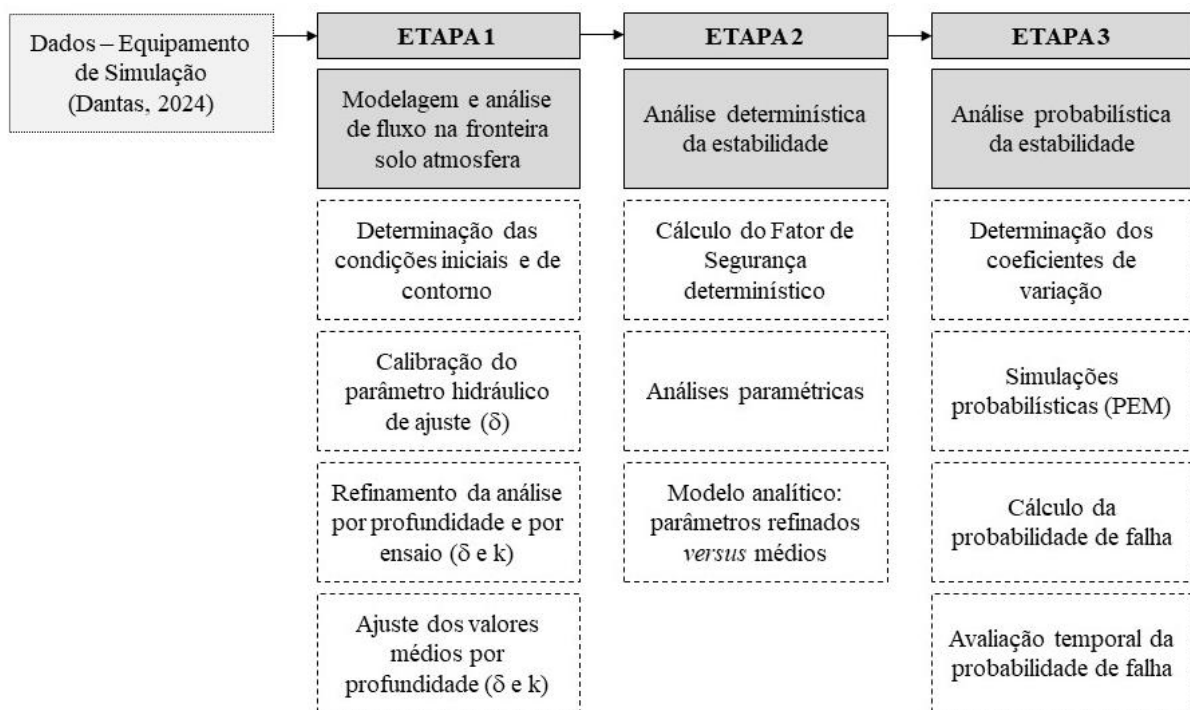 Dados – Equipamento
de Simulação
(Dantas, 2024)
ETAPA 1
Modelagem e análise
de fluxo na fronteira
solo atmosfera
Determinação das
condições iniciais e de
contorno
Calibração do
parâmetro hidráulico
de ajuste (δ)
Refinamento da análise
por profundidade e por
ensaio (δ e k)
Ajuste dos valores
médios por
profundidade (δ e k)
ETAPA 2
Análise determinística
da estabilidade
Cálculo do Fator de
Segurança
determinístico
Análises paramétricas
Modelo analítico:
parâmetros refinados
versus médios
ETAPA 3
Análise probabilística
da estabilidade
Determinação dos
coeficientes de
variação
Simulações
probabilísticas (PEM)
Cálculo da
probabilidade de falha
Avaliação temporal da
probabilidade de falha